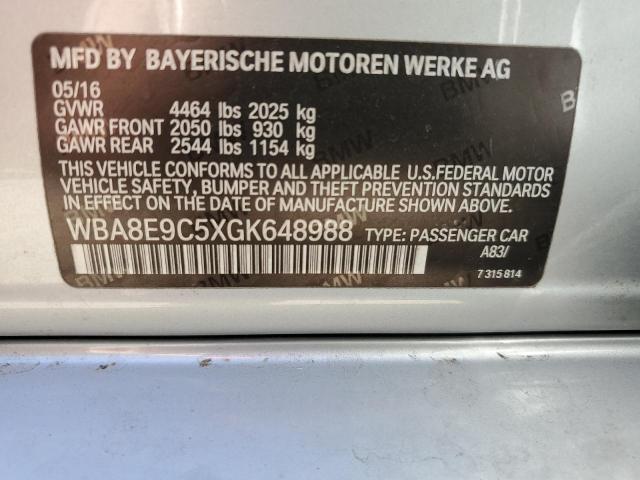 MFD BY BAYERISCHE MOTOREN WERKE AG
05/16
GVWR 4464 lbs 2025 kg
GAWR FRONT 2050 lbs 930 kg
GAWR REAR 2544 lbs 1154 kg
THIS VEHICLE CONFORMS TO ALL APPLICABLE U.S.FEDERAL MOTOR
VEHICLE SAFETY, BUMPER AND THEFT PREVENTION STANDARDS
IN EFFECT ON THE DATE OF MANUFACTURE SHOWN ABOVE.
WBA8E9C5XGK648988 TYPE: PASSENGER CAR
A83/
7 315 814